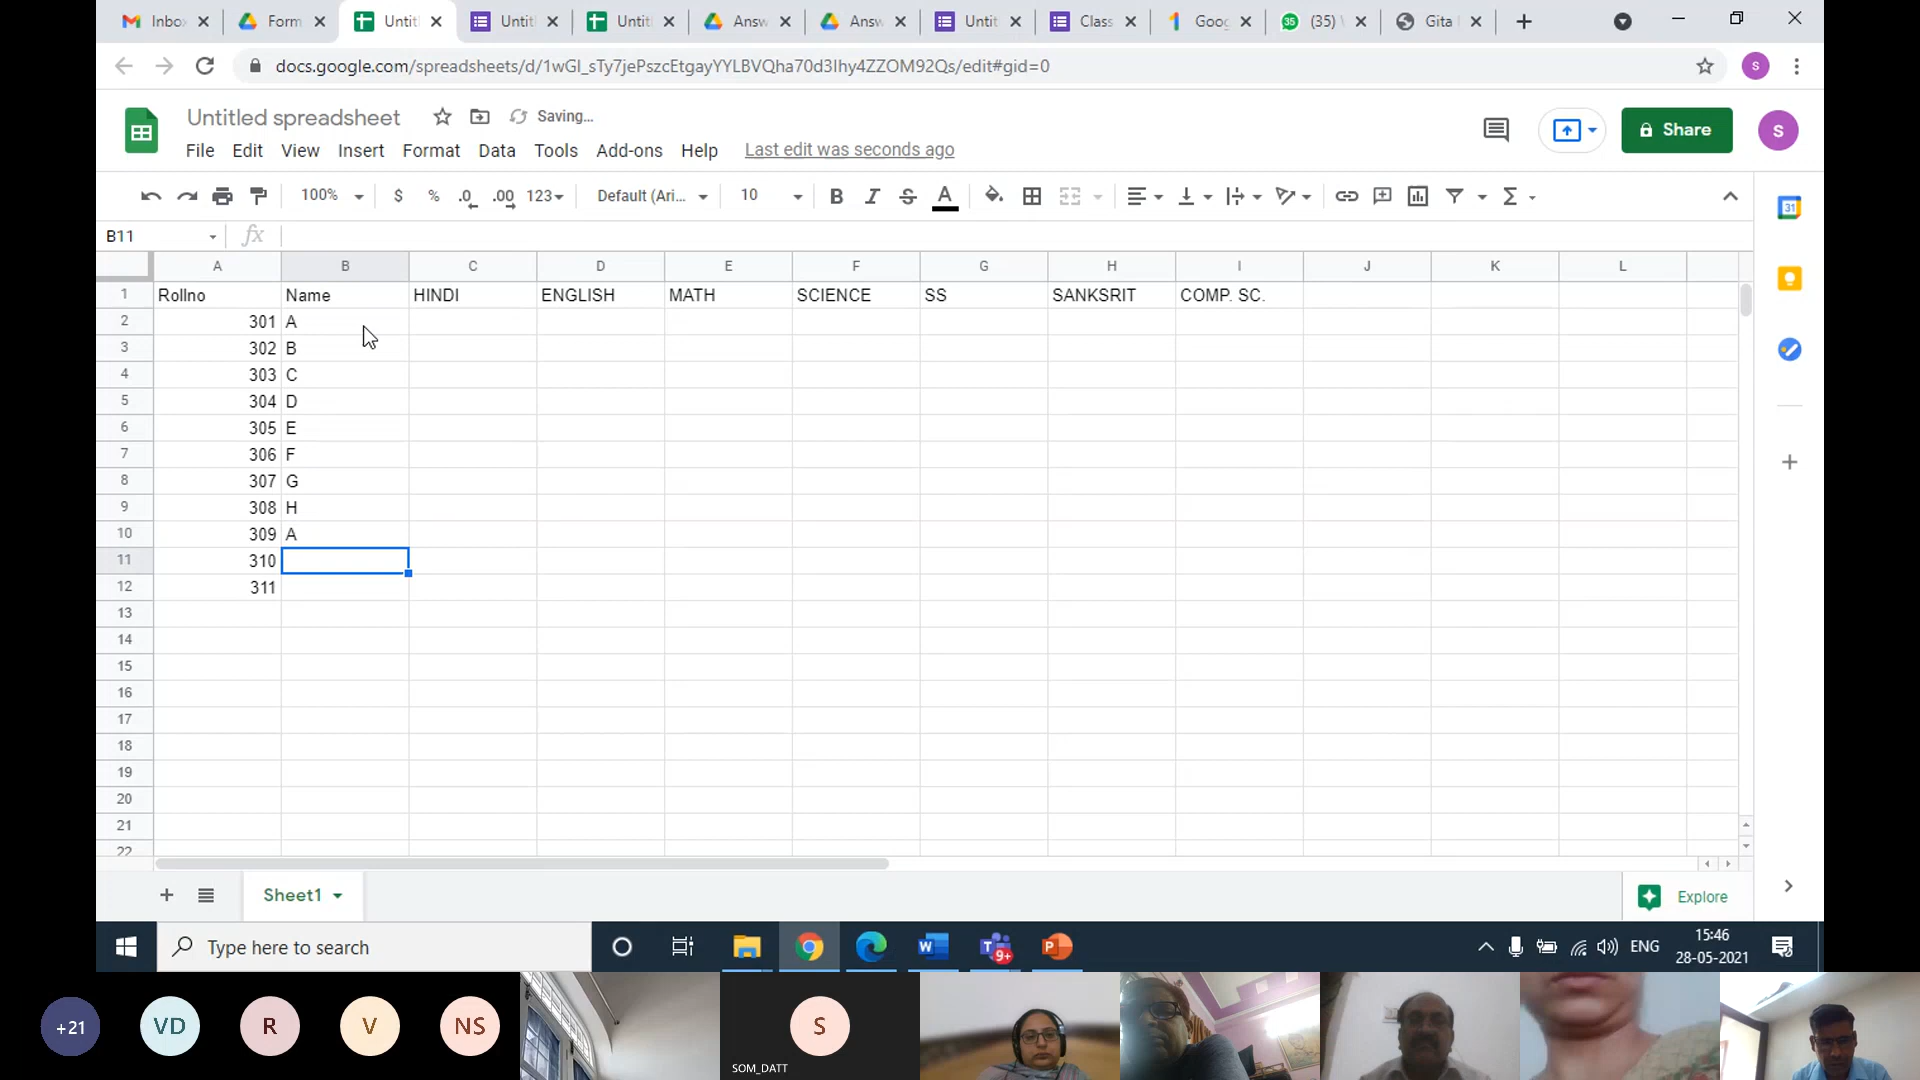 Inbo Form Untit Untit Untit Answ Answ Untit Class Goog (35) Gita
docs.google.com/spreadsheets/d/1wGI_sTy7jePszcEtgayYYLBVQha70d3Ihy4ZZOM92Qs/edit#gid=0
Untitled spreadsheet Saving…
File Edit View Insert Format Data Tools Add-ons Help Last edit was seconds ago
Share
S
100% $ % .0 .00 123 Default (Ari... 10 B I S A Σ
31
B11 fx
A B C D E F G H I J K L
1 Rollno Name HINDI ENGLISH MATH SCIENCE SS SANKSRIT COMP. SC.
2 301 A
3 302 B
4 303 C
5 304 D
6 305 E
7 306 F
8 307 G
9 308 H
10 309 A
11 310
12 311
13
14
15
16
17
18
19
20
21
22
Sheet1 Explore
Type here to search ENG 15:46
28-05-2021
+21 VD R V NS S
SOM_DATT